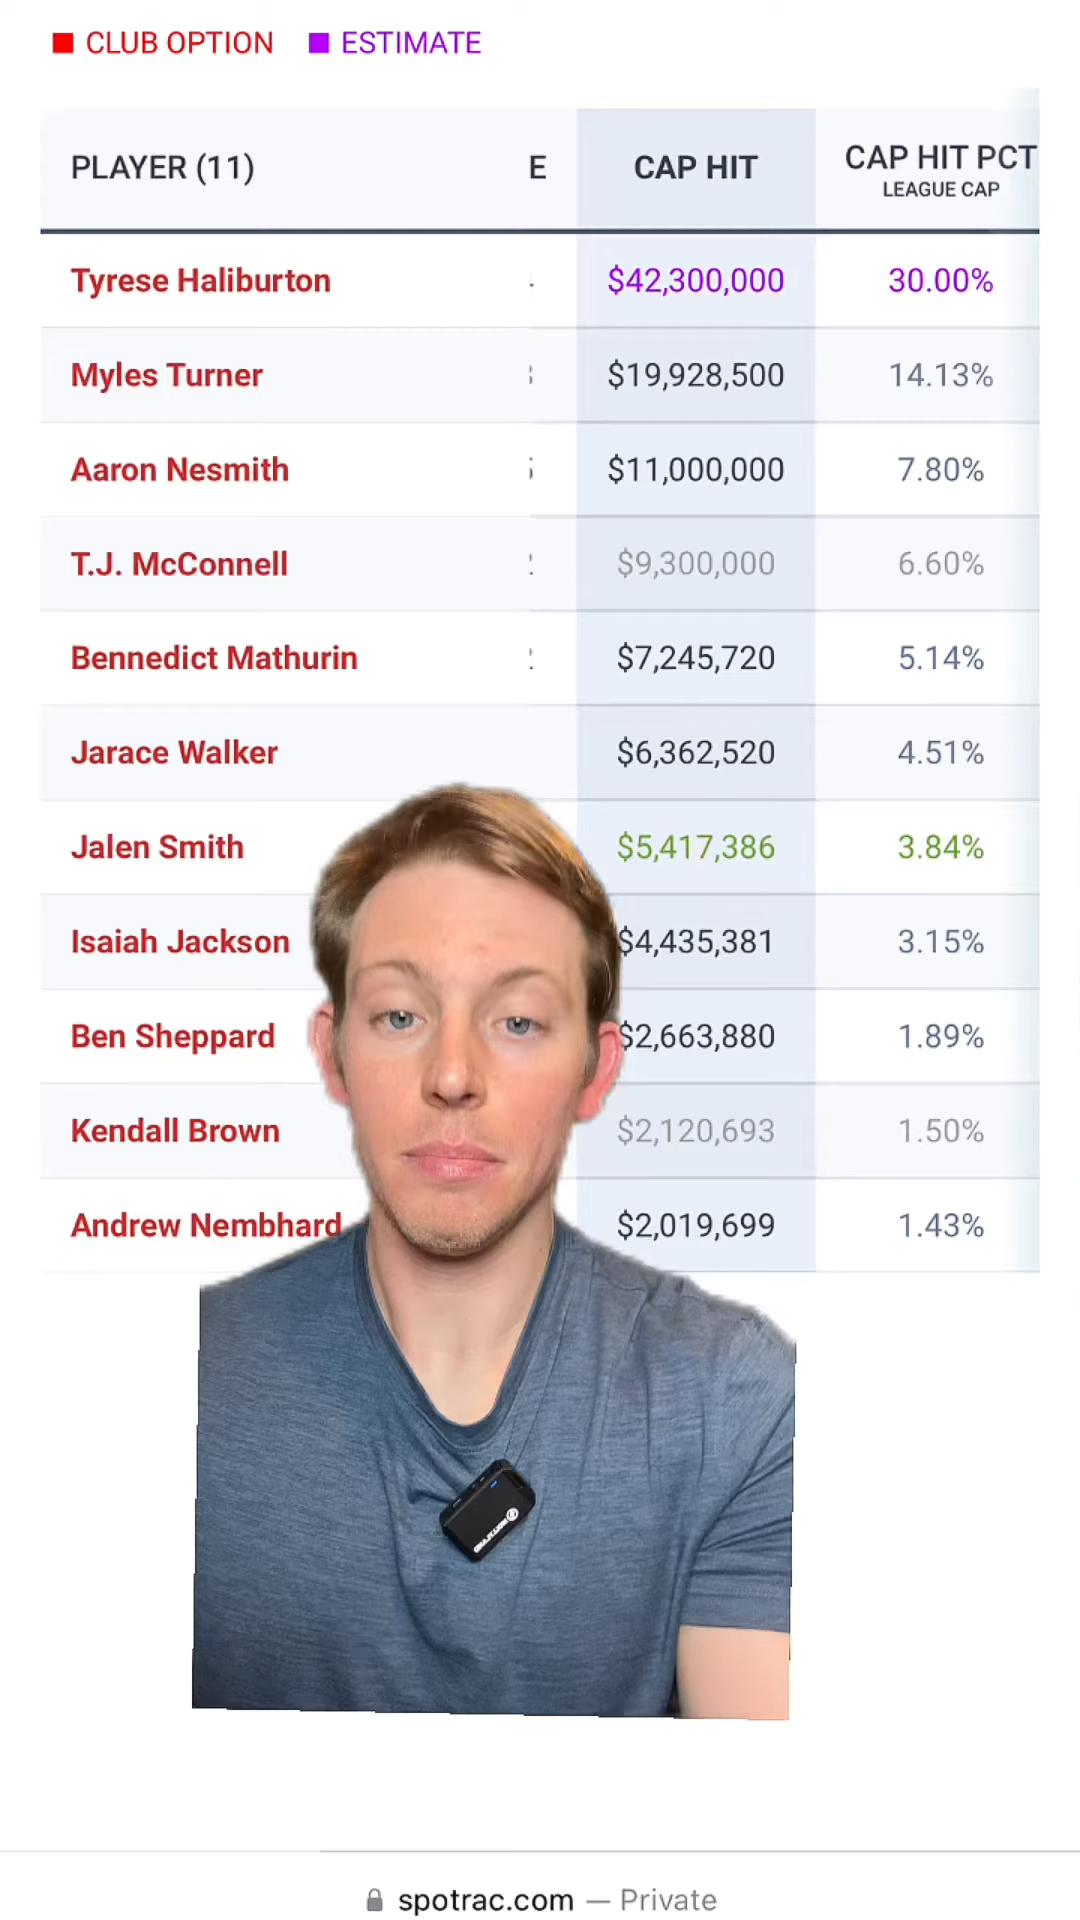 CLUB OPTION ESTIMATE
PLAYER (11) E CAP HIT CAP HIT PCT
LEAGUE CAP
Tyrese Haliburton $42,300,000 30.00%
Myles Turner $19,928,500 14.13%
Aaron Nesmith $11,000,000 7.80%
T.J. McConnell $9,300,000 6.60%
Bennedict Mathurin $7,245,720 5.14%
Jarace Walker $6,362,520 4.51%
Jalen Smith $5,417,386 3.84%
Isaiah Jackson $4,435,381 3.15%
Ben Sheppard $2,663,880 1.89%
Kendall Brown $2,120,693 1.50%
Andrew Nembhard $2,019,699 1.43%
spotrac.com — Private